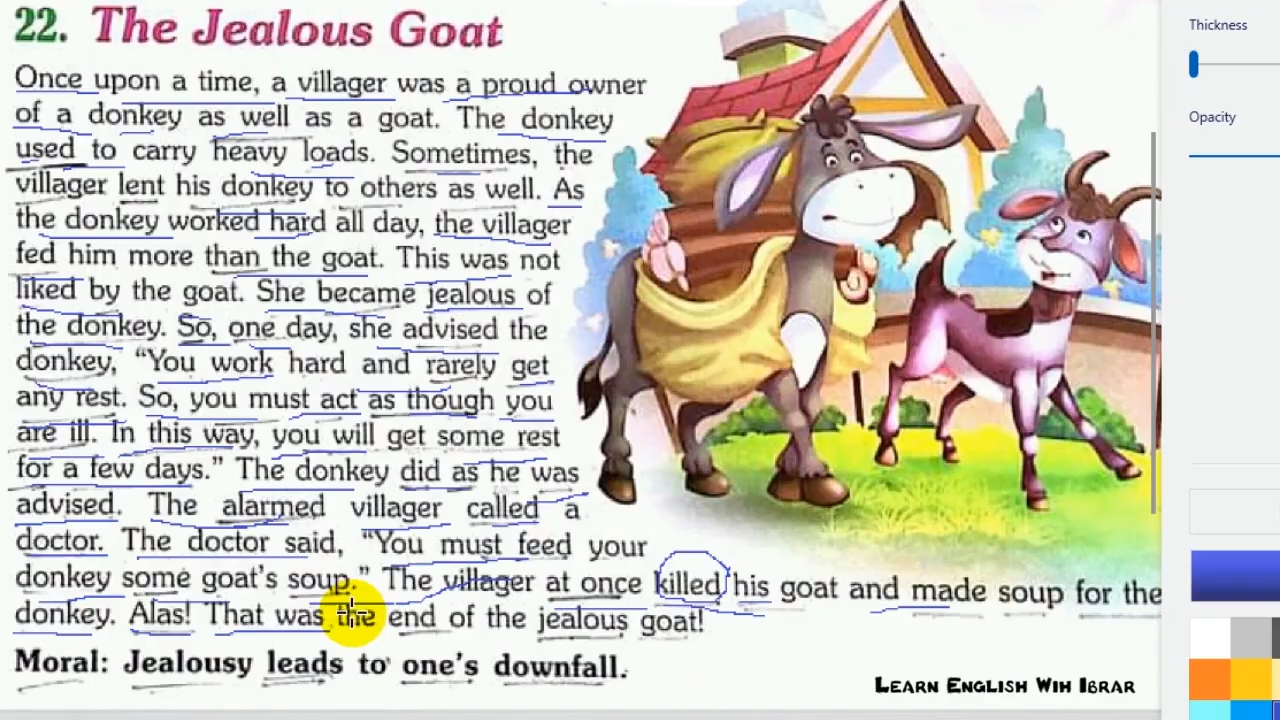 22. The Jealous Goat
Once upon a time, a villager was a proud owner
of a donkey as well as a goat. The donkey
used to carry heavy loads. Sometimes, the
villager lent his donkey to others as well. As
the donkey worked hard all day, the villager
fed him more than the goat. This was not
liked by the goat. She became jealous of
the donkey. So, one day, she advised the
donkey, “You work hard and rarely get
any rest. So, you must act as though you
are ill. In this way, you will get some rest
for a few days.” The donkey did as he was
advised. The alarmed villager called a
doctor. The doctor said, “You must feed your
donkey some goat’s soup.” The villager at once killed his goat and made soup for the
donkey. Alas! That was the end of the jealous goat!
Moral: Jealousy leads to one’s downfall.
Learn English Wih Ibrar
Thickness
Opacity